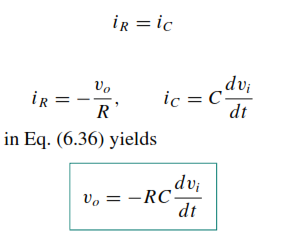 i_R = i_C
i_R = -\frac{v_o}{R}, i_C = C\frac{dv_i}{dt}
in Eq. (6.36) yields
v_o = -RC\frac{dv_i}{dt}